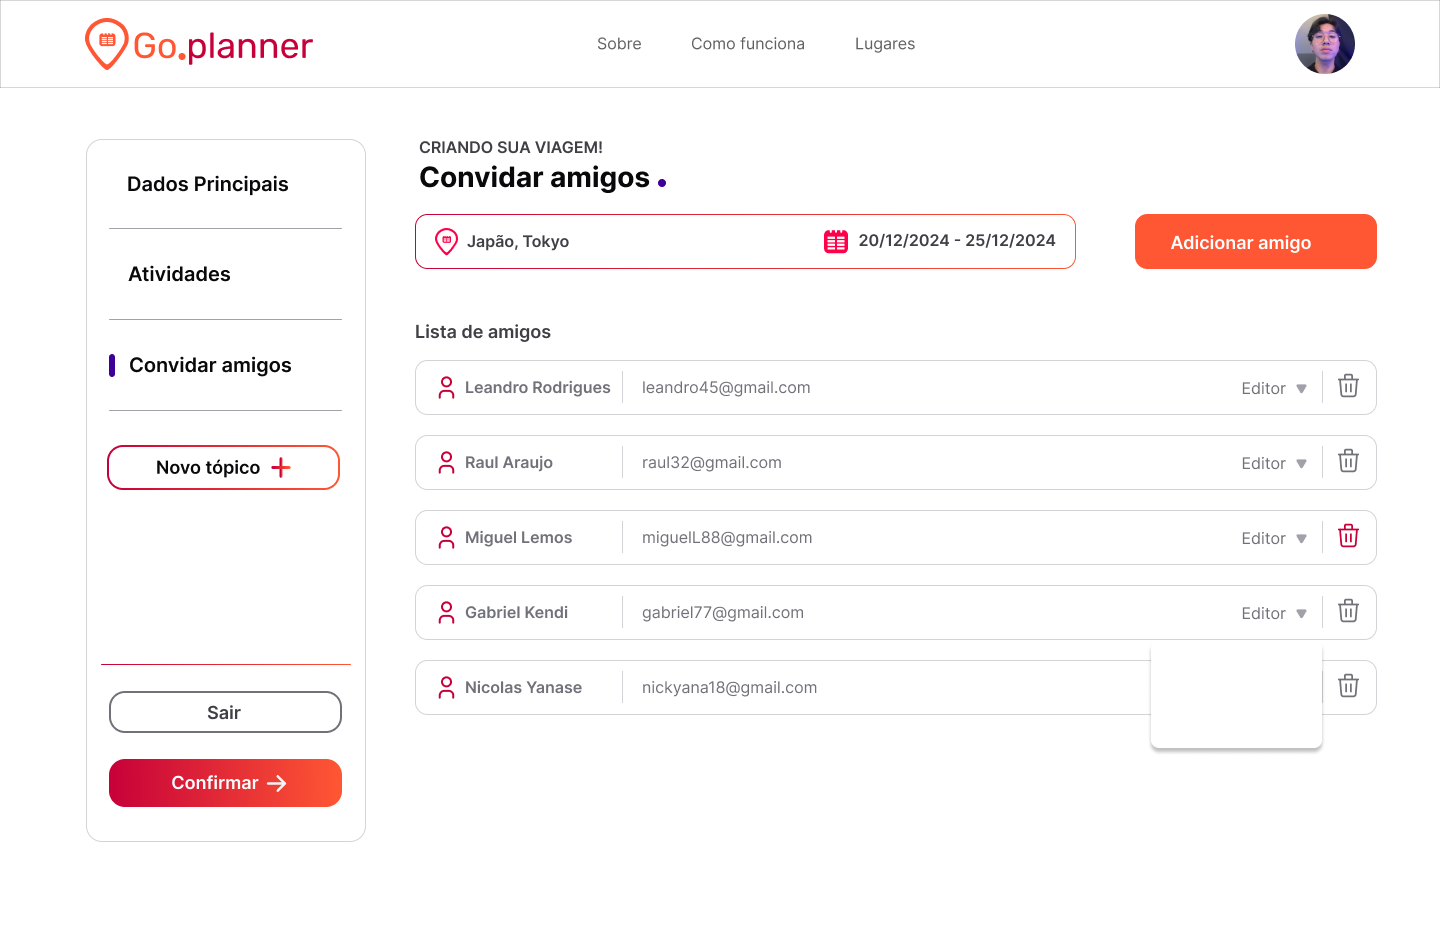 Go.planner
Sobre
Como funciona
Lugares
Dados Principais
Atividades
Convidar amigos
Novo tópico
Sair
Confirmar
CRIANDO SUA VIAGEM!
Convidar amigos
Japão, Tokyo
20/12/2024 - 25/12/2024
Adicionar amigo
Lista de amigos
Leandro Rodrigues leandro45@gmail.com Editor
Raul Araujo raul32@gmail.com Editor
Miguel Lemos miguelL88@gmail.com Editor
Gabriel Kendi gabriel77@gmail.com Editor
Nicolas Yanase nickyana18@gmail.com